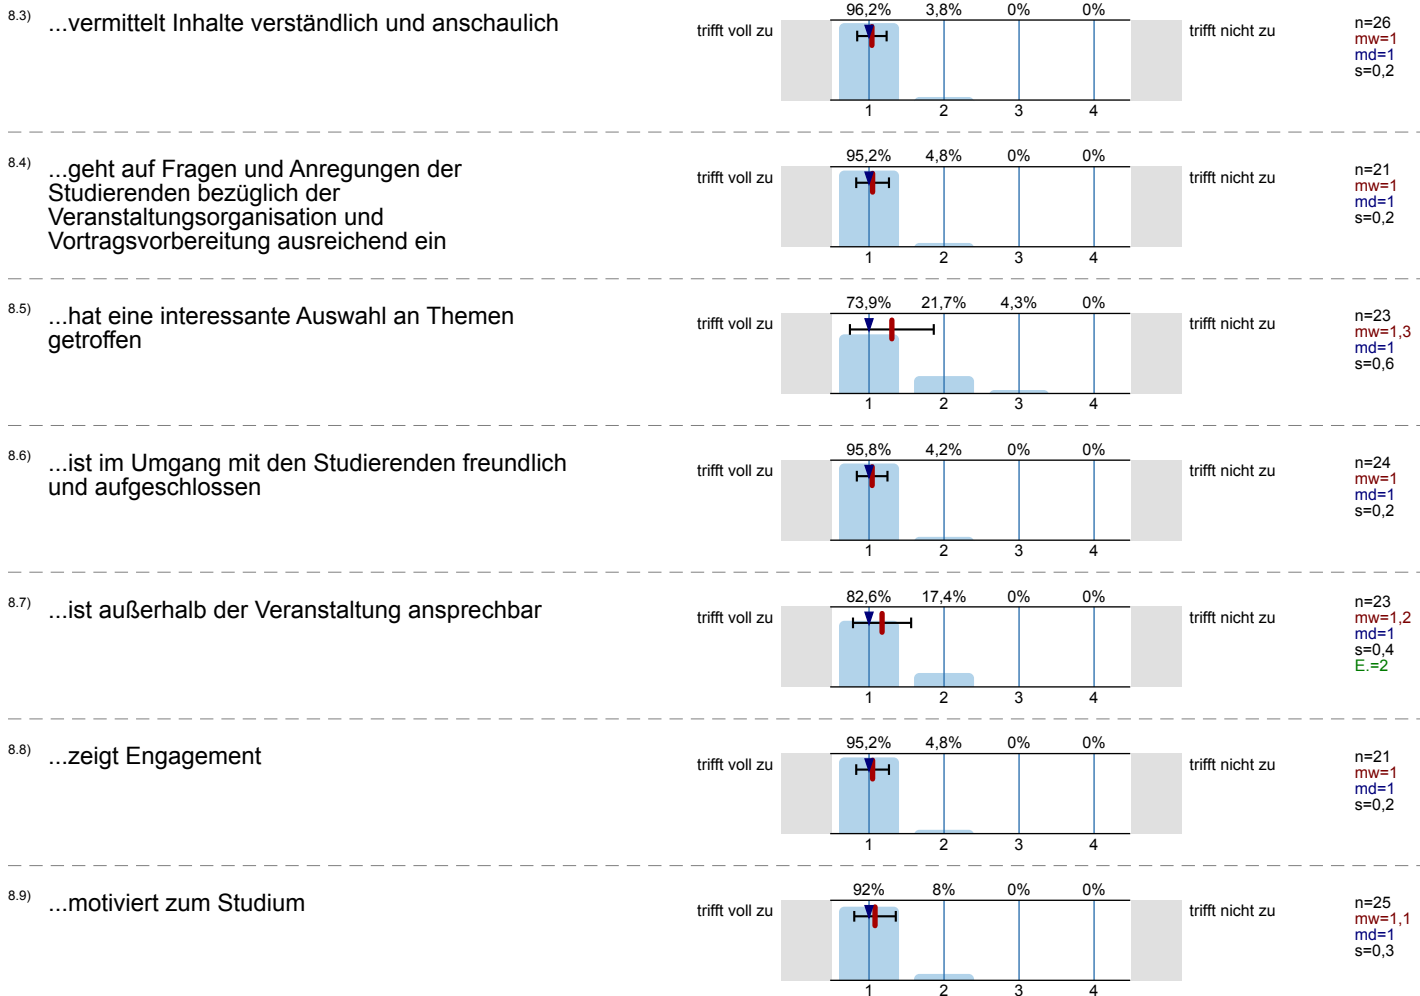 8.3) ...vermittelt Inhalte verständlich und anschaulich
96,2% 3,8% 0% 0%
trifft voll zu
trifft nicht zu
1 2 3 4
n=26
mw=1
md=1
s=0,2
8.4) ...geht auf Fragen und Anregungen der
Studierenden bezüglich der
Veranstaltungsorganisation und
Vortragsvorbereitung ausreichend ein
95,2% 4,8% 0% 0%
trifft voll zu
trifft nicht zu
1 2 3 4
n=21
mw=1
md=1
s=0,2
8.5) ...hat eine interessante Auswahl an Themen
getroffen
73,9% 21,7% 4,3% 0%
trifft voll zu
trifft nicht zu
1 2 3 4
n=23
mw=1,3
md=1
s=0,6
8.6) ...ist im Umgang mit den Studierenden freundlich
und aufgeschlossen
95,8% 4,2% 0% 0%
trifft voll zu
trifft nicht zu
1 2 3 4
n=24
mw=1
md=1
s=0,2
8.7) ...ist außerhalb der Veranstaltung ansprechbar
82,6% 17,4% 0% 0%
trifft voll zu
trifft nicht zu
1 2 3 4
n=23
mw=1,2
md=1
s=0,4
E.=2
8.8) ...zeigt Engagement
95,2% 4,8% 0% 0%
trifft voll zu
trifft nicht zu
1 2 3 4
n=21
mw=1
md=1
s=0,2
8.9) ...motiviert zum Studium
92% 8% 0% 0%
trifft voll zu
trifft nicht zu
1 2 3 4
n=25
mw=1,1
md=1
s=0,3